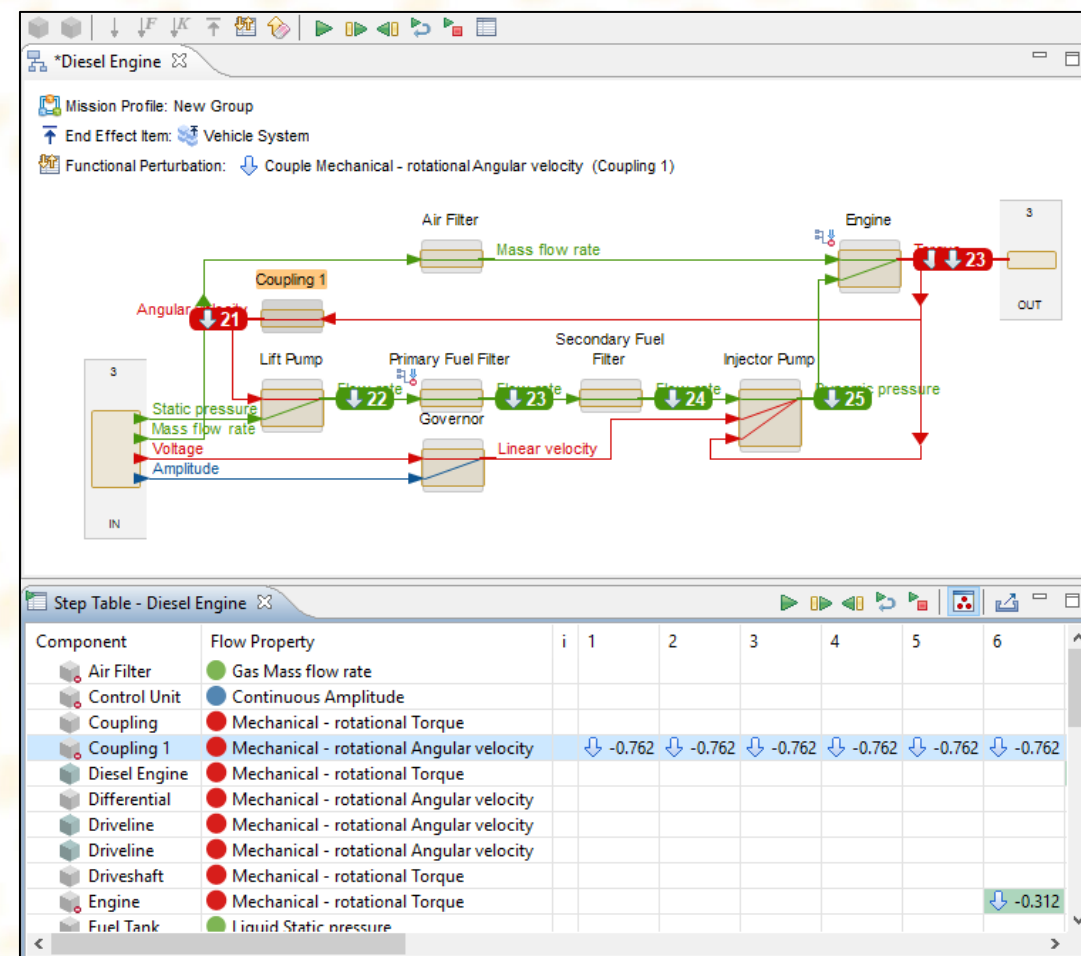 *Diesel Engine
Mission Profile: New Group
End Effect Item: Vehicle System
Functional Perturbation: Couple Mechanical - rotational Angular velocity (Coupling 1)
Air Filter
Engine
3
Mass flow rate
23
OUT
Coupling 1
Angular
21
Secondary Fuel
Filter
Lift Pump
Primary Fuel Filter
Injector Pump
3
22
23
24
25
pressure
Static pressure
Mass flow rate
Governor
Voltage
Linear velocity
Amplitude
IN
Step Table - Diesel Engine
Component Flow Property i 1 2 3 4 5 6
Air Filter Gas Mass flow rate
Control Unit Continuous Amplitude
Coupling Mechanical - rotational Torque
Coupling 1 Mechanical - rotational Angular velocity -0.762 -0.762 -0.762 -0.762 -0.762 -0.762
Diesel Engine Mechanical - rotational Torque
Differential Mechanical - rotational Angular velocity
Driveline Mechanical - rotational Angular velocity
Driveline Mechanical - rotational Angular velocity
Driveshaft Mechanical - rotational Torque
Engine Mechanical - rotational Torque -0.312
Fuel Tank Liquid Static pressure